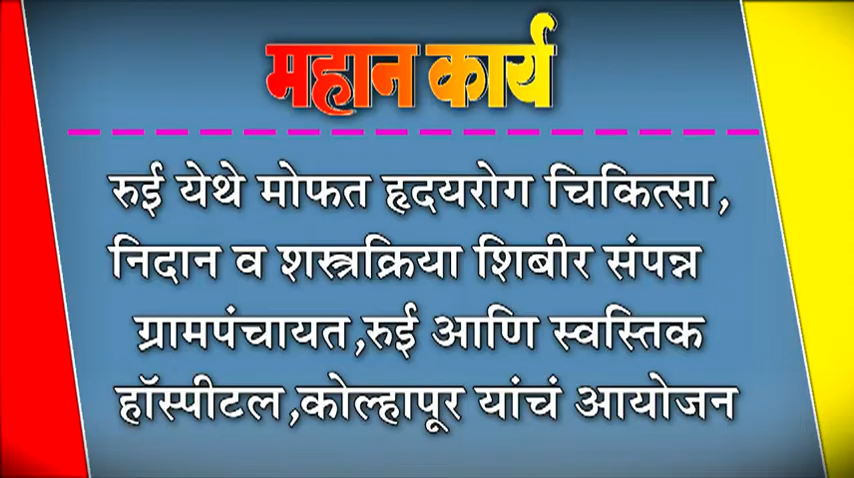 महान कार्य
रुई येथे मोफत हृदयरोग चिकित्सा,
निदान व शस्त्रक्रिया शिबीर संपन्न
ग्रामपंचायत,रुई आणि स्वस्तिक
हॉस्पीटल,कोल्हापूर यांचं आयोजन